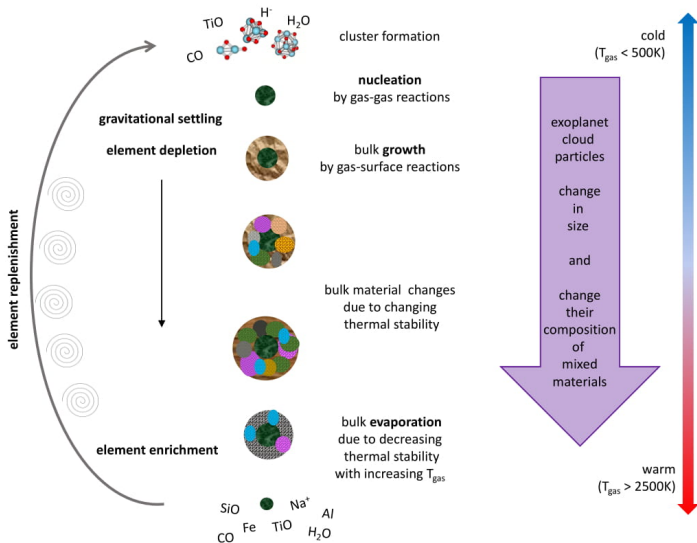 TiO
H-
H2O
CO
cluster formation
cold
(Tgas < 500K)
nucleation
by gas-gas reactions
gravitational settling
element depletion
bulk growth
by gas-surface reactions
exoplanet
cloud
particles
change
in
size
and
change
their
composition
of
mixed
materials
element replenishment
bulk material changes
due to changing
thermal stability
bulk evaporation
due to decreasing
thermal stability
with increasing Tgas
element enrichment
warm
(Tgas > 2500K)
SiO
Na+
Al
Fe
TiO
H2O
CO